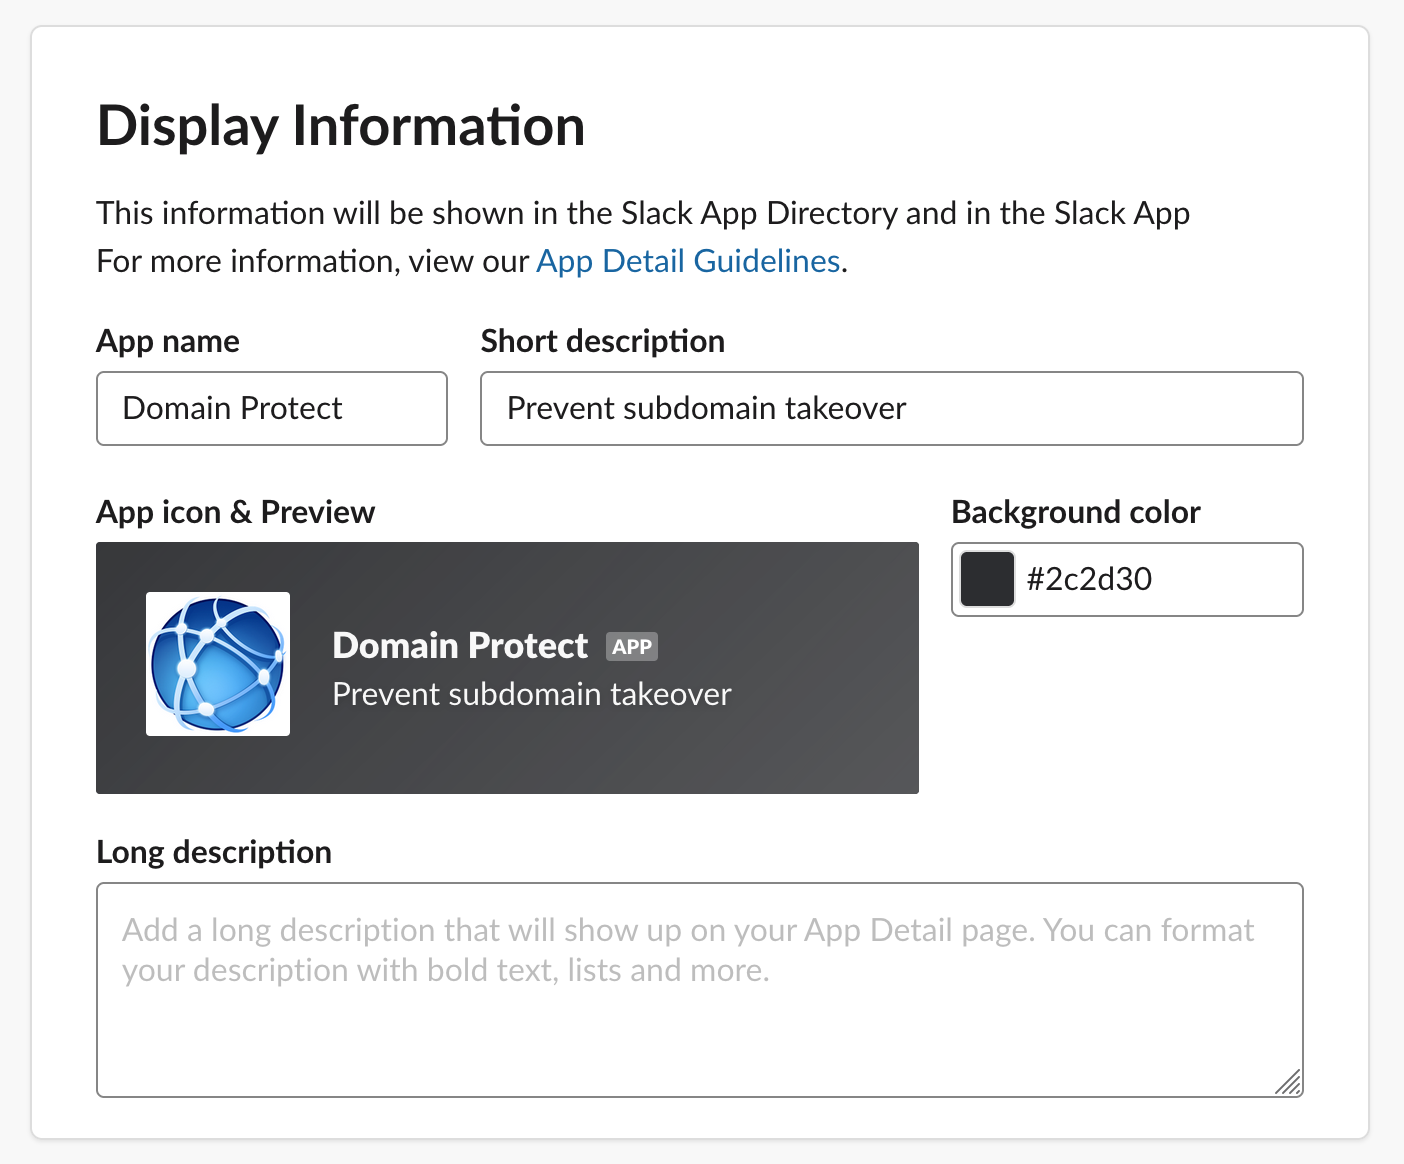 Display Information
This information will be shown in the Slack App Directory and in the Slack App
For more information, view our App Detail Guidelines.
App name
Short description
Domain Protect
Prevent subdomain takeover
App icon & Preview
Background color
Domain Protect APP
Prevent subdomain takeover
#2c2d30
Long description
Add a long description that will show up on your App Detail page. You can format
your description with bold text, lists and more.